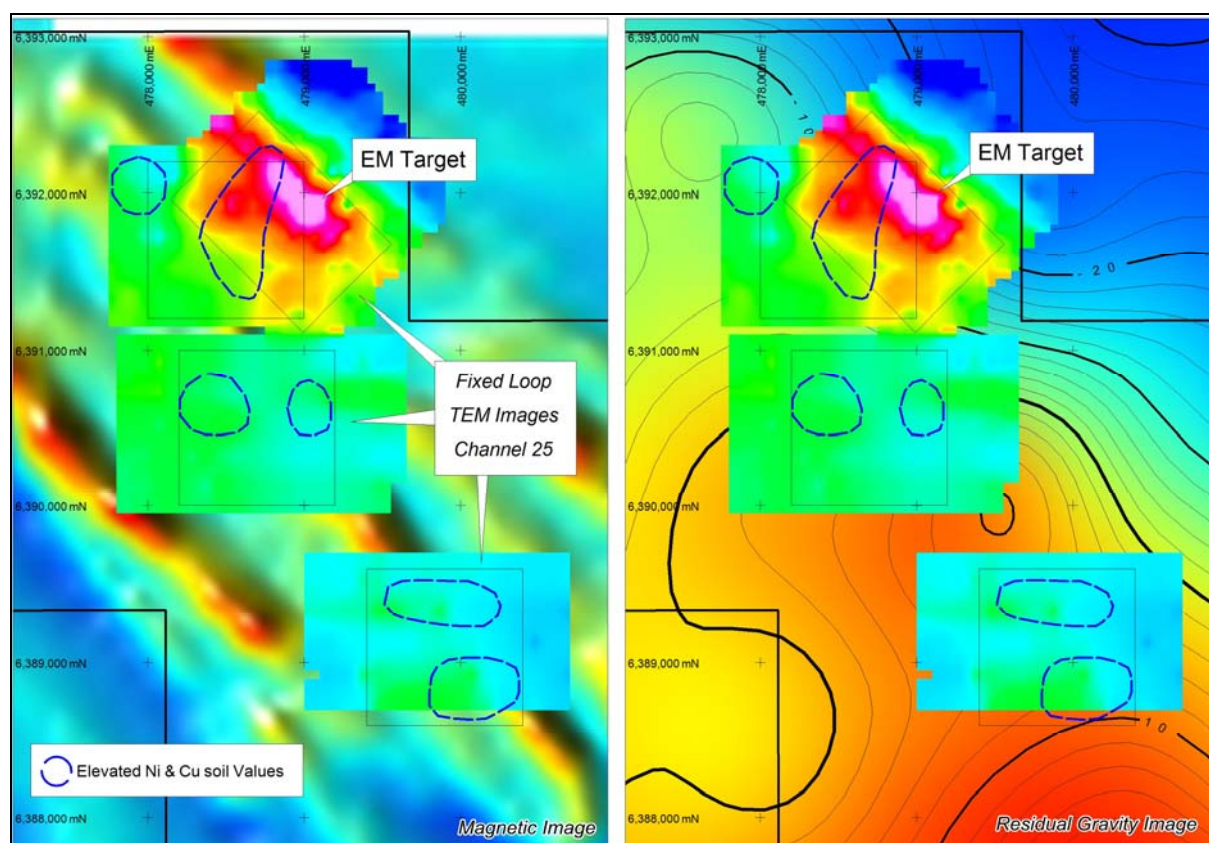 6,393,000 mN
478,000 mE
479,000 mE
480,000 mE
EM Target
6,392,000 mN
6,391,000 mN
Fixed Loop
TEM Images
Channel 25
6,390,000 mN
6,389,000 mN
Elevated Ni & Cu soil Values
6,388,000 mN
Magnetic Image
6,393,000 mN
478,000 mE
479,000 mE
480,000 mE
-10
EM Target
6,392,000 mN
-20
6,391,000 mN
6,390,000 mN
6,389,000 mN
10
6,388,000 mN
Residual Gravity Image